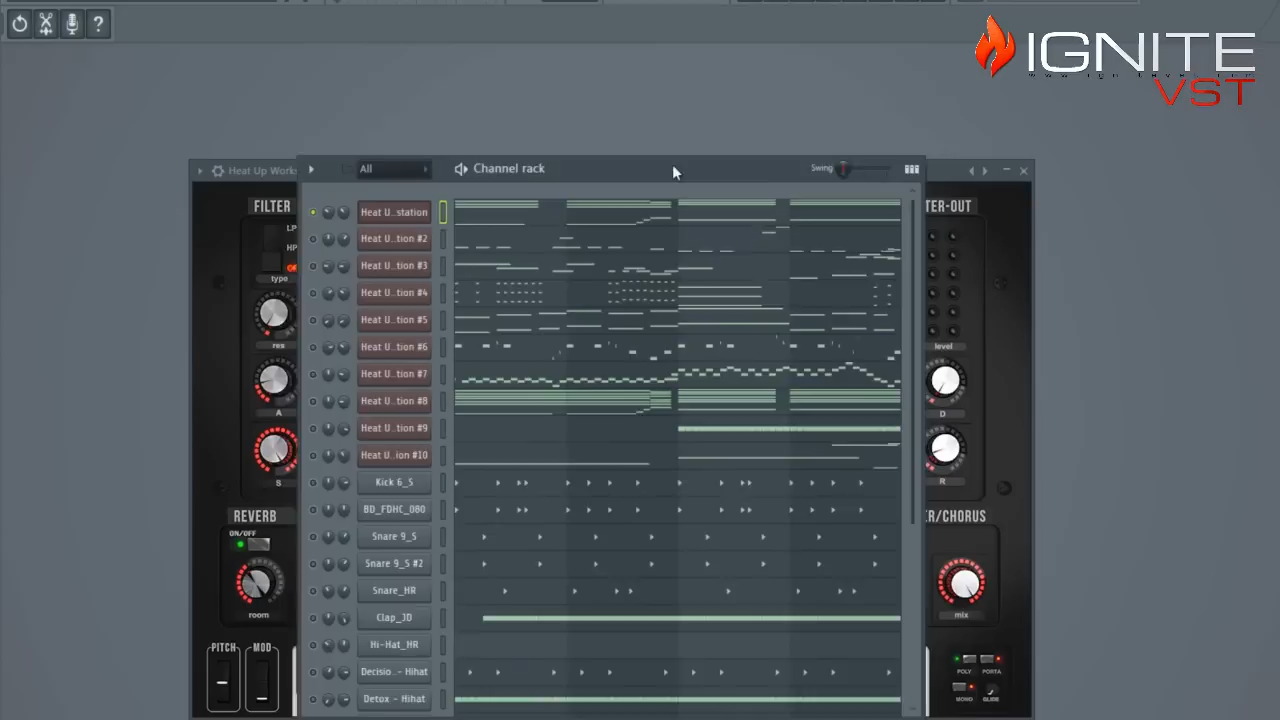 ?
IGNITE
VST
Heat Up Works
All
Channel rack
Swing
FILTER
LP
HP
type
res
A
S
REVERB
ON/OFF
room
PITCH
MOD
Heat U..station
Heat U..tion #2
Heat U..tion #3
Heat U..tion #4
Heat U..tion #5
Heat U..tion #6
Heat U..tion #7
Heat U..tion #8
Heat U..tion #9
Heat U..ion #10
Kick 6_S
BD_FDHC_080
Snare 9_S
Snare 9_S #2
Snare_HR
Clap_JD
Hi-Hat_HR
Decisio.. - Hihat
Detox - Hihat
TER-OUT
level
D
R
ER/CHORUS
mix
POLY
PORTA
MONO
GLIDE